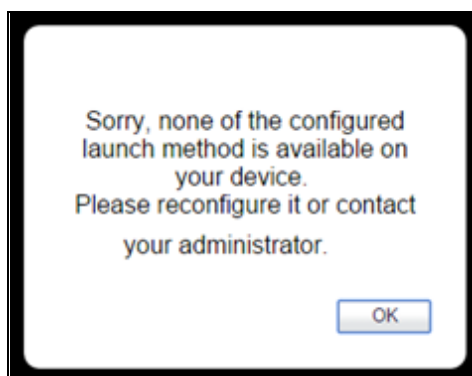 Sorry, none of the configured
launch method is available on
your device.
Please reconfigure it or contact
your administrator.
OK